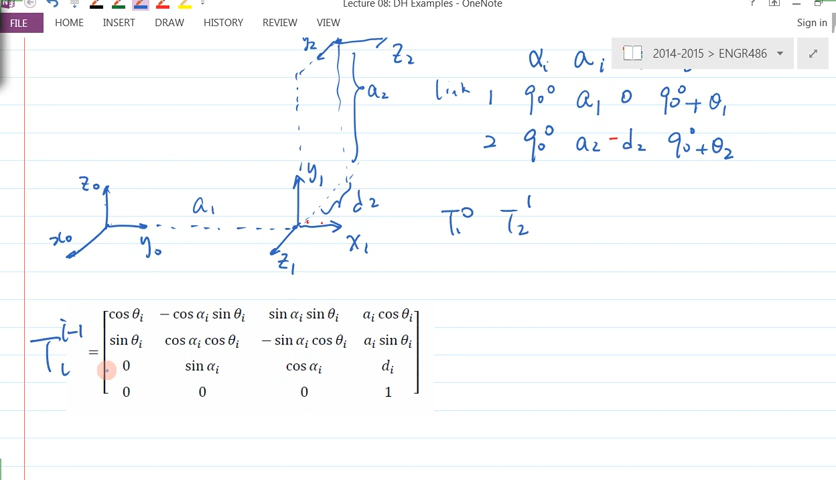 Lecture 08: DH Examples - OneNote
FILE HOME INSERT DRAW HISTORY REVIEW VIEW Sign in
2014-2015 > ENGR486
y₂ z₂ αᵢ aᵢ
a₂ link 1 90° a₁ 0 90°+θ₁
2 90° a₂ -d₂ 90°+θ₂
z₀ a₁ y₁ d₂
T₁⁰ T₂¹
x₀ y₀ z₁ x₁
Tᵢⁱ⁻¹ =
cos θᵢ − cos αᵢ sin θᵢ sin αᵢ sin θᵢ aᵢ cos θᵢ
sin θᵢ cos αᵢ cos θᵢ − sin αᵢ cos θᵢ aᵢ sin θᵢ
0 sin αᵢ cos αᵢ dᵢ
0 0 0 1